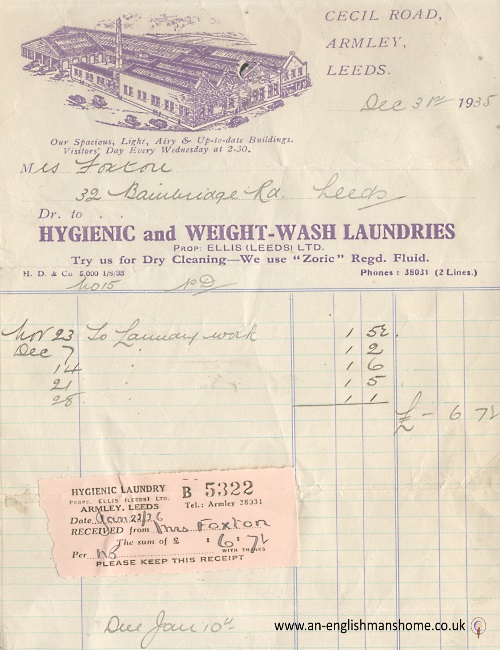 CECIL ROAD,
ARMLEY,
LEEDS.
Dec 31st 1935
Our Spacious, Light, Airy & Up-to-date Buildings.
Visitors' Day Every Wednesday at 2-30.
Mrs Foxton
32 Bainbridge Rd. Leeds
Dr. to . . .
HYGIENIC and WEIGHT-WASH LAUNDRIES
PROP: ELLIS (LEEDS) LTD.
Try us for Dry Cleaning—We use "Zoric" Regd. Fluid.
H. D. & Co 5,000 1/8/33 Phones: 38031 (2 Lines.)
No 15
Nov 23 To Laundry work 1 5½.
Dec 7 " 1 2
14 " 1 6
21 " 1 5
28 1 1
£ - 6 7½
HYGIENIC LAUNDRY B 5322
PROPS. ELLIS (LEEDS) LTD.
ARMLEY, LEEDS Tel.: Armley 38031
Date Jan 22/36
RECEIVED from Mrs Foxton
The sum of £ : 6 : 7½
Per WITH THANKS
PLEASE KEEP THIS RECEIPT
Due Jan 10th
www.an-englishmanshome.co.uk